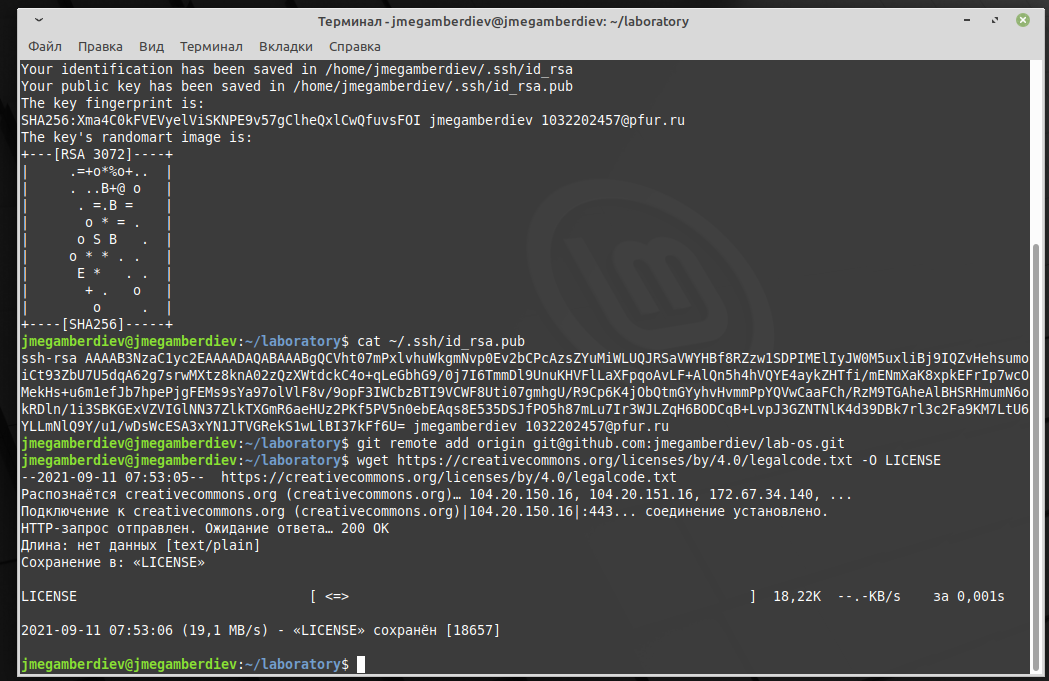 Терминал - jmegamberdiev@jmegamberdiev: ~/laboratory
Файл Правка Вид Терминал Вкладки Справка
Your identification has been saved in /home/jmegamberdiev/.ssh/id_rsa
Your public key has been saved in /home/jmegamberdiev/.ssh/id_rsa.pub
The key fingerprint is:
SHA256:Xma4C0kFVEVyelViSKNPE9v57gClheQxlCwQfuvsFOI jmegamberdiev 1032202457@pfur.ru
The key's randomart image is:
+---[RSA 3072]----+
|     .=+o*%o+..  |
|     . ..B+@ o   |
|      . =.B =    |
|       o * = .   |
|      o S B   .  |
|     o * * . .   |
|      E *   . .  |
|       + .   o   |
|        o     .  |
+----[SHA256]-----+
jmegamberdiev@jmegamberdiev:~/laboratory$ cat ~/.ssh/id_rsa.pub
ssh-rsa AAAAB3NzaC1yc2EAAAADAQABAAABgQCVht07mPxlvhuWkgmNvp0Ev2bCPcAzsZYuMiWLUQJRSaVWYHBf8RZzw1SDPIMElIyJW0M5uxliBj9IQZvHehsumo
iCt93ZbU7U5dqA62g7srwMXtz8knA02zQzXWtdckC4o+qLeGbhG9/0j7I6TmmDl9UnuKHVFlLaXFpqoAvLF+AlQn5h4hVQYE4aykZHTfi/mENmXaK8xpkEFrIp7wcO
MekHs+u6m1efJb7hpePjgFEMs9sYa97olVlF8v/9opF3IWCbzBTI9VCWF8Uti07gmhgU/R9Cp6K4jObQtmGYyhvHvmmPpYQVwCaaFCh/RzM9TGAheAlBHSRHmumN6o
kRDln/1i3SBKGExVZVIGlNN37ZlkTXGmR6aeHUz2PKf5PV5n0ebEAqs8E535DSJfPO5h87mLu7Ir3WJLZqH6BODCqB+LvpJ3GZNTNlK4d39DBk7rl3c2Fa9KM7LtU6
YLLmNlQ9Y/u1/wDsWcESA3xYN1JTVGRekS1wLlBI37kFf6U= jmegamberdiev 1032202457@pfur.ru
jmegamberdiev@jmegamberdiev:~/laboratory$ git remote add origin git@github.com:jmegamberdiev/lab-os.git
jmegamberdiev@jmegamberdiev:~/laboratory$ wget https://creativecommons.org/licenses/by/4.0/legalcode.txt -O LICENSE
--2021-09-11 07:53:05--  https://creativecommons.org/licenses/by/4.0/legalcode.txt
Распознаётся creativecommons.org (creativecommons.org)… 104.20.150.16, 104.20.151.16, 172.67.34.140, ...
Подключение к creativecommons.org (creativecommons.org)|104.20.150.16|:443... соединение установлено.
HTTP-запрос отправлен. Ожидание ответа… 200 OK
Длина: нет данных [text/plain]
Сохранение в: «LICENSE»
LICENSE [ <=> ] 18,22K --.-KB/s за 0,001s
2021-09-11 07:53:06 (19,1 MB/s) - «LICENSE» сохранён [18657]
jmegamberdiev@jmegamberdiev:~/laboratory$